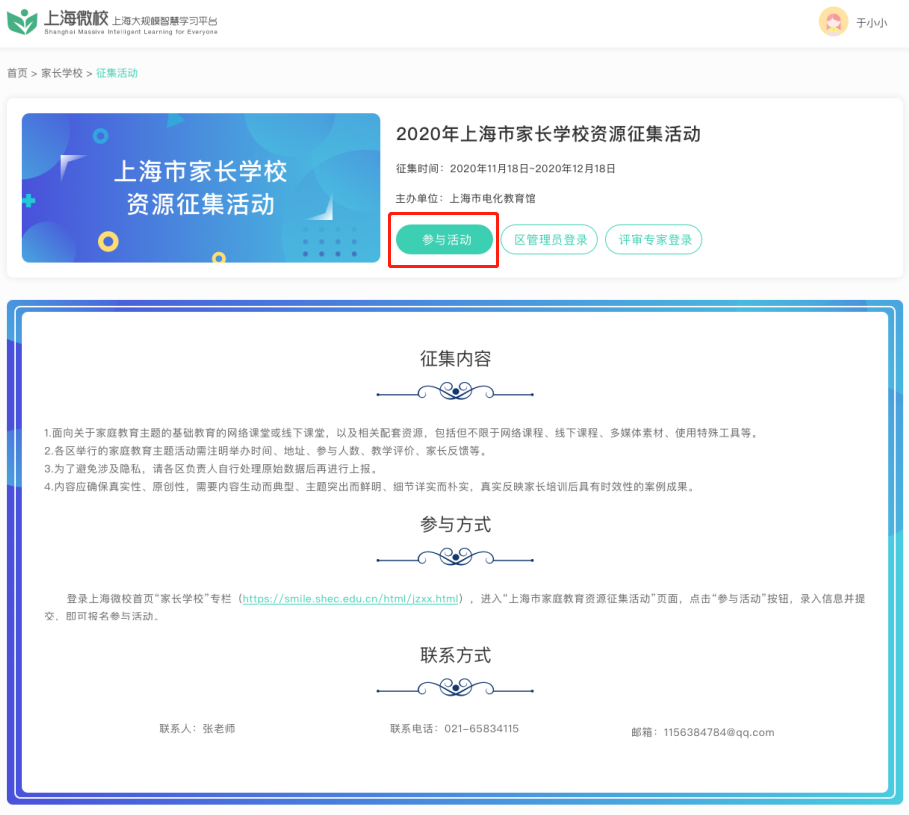 上海微校 上海大规模智慧学习平台
Shanghai Massive Intelligent Learning for Everyone
于小小
首页 > 家长学校 > 征集活动
上海市家长学校
资源征集活动
2020年上海市家长学校资源征集活动
征集时间：2020年11月18日~2020年12月18日
主办单位：上海市电化教育馆
参与活动 区管理员登录 评审专家登录
征集内容
1.面向关于家庭教育主题的基础教育的网络课堂或线下课堂，以及相关配套资源，包括但不限于网络课程、线下课程、多媒体素材、使用特殊工具等。
2.各区举行的家庭教育主题活动需注明举办时间、地址、参与人数、教学评价、家长反馈等。
3.为了避免涉及隐私，请各区负责人自行处理原始数据后再进行上报。
4.内容应确保真实性、原创性，需要内容生动而典型、主题突出而鲜明、细节详实而朴实，真实反映家长培训后具有时效性的案例成果。
参与方式
登录上海微校首页“家长学校”专栏（https://smile.shec.edu.cn/html/jzxx.html），进入“上海市家庭教育资源征集活动”页面，点击“参与活动”按钮，录入信息并提
交，即可报名参与活动。
联系方式
联系人：张老师
联系电话：021-65834115
邮箱：1156384784@qq.com